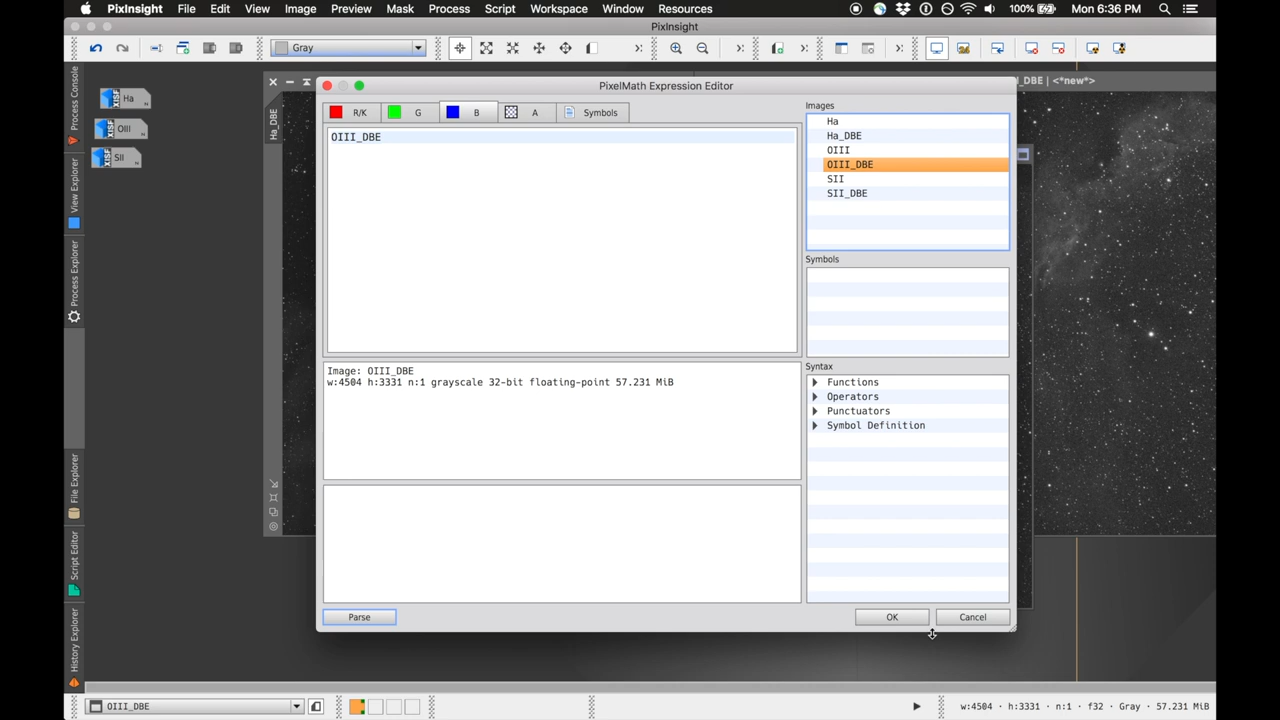 PixInsight File Edit View Image Preview Mask Process Script Workspace Window Resources 100% Mon 6:36 PM
PixInsight
Gray
Process Console
View Explorer
Process Explorer
File Explorer
Script Editor
History Explorer
Ha
OIII
SII
XISF
XISF
XISF
N
N
N
Ha_DBE
_DBE | <*new*>
PixelMath Expression Editor
R/K G B A Symbols
OIII_DBE
Image: OIII_DBE
w:4504 h:3331 n:1 grayscale 32-bit floating-point 57.231 MiB
Images
Ha
Ha_DBE
OIII
OIII_DBE
SII
SII_DBE
Symbols
Syntax
Functions
Operators
Punctuators
Symbol Definition
Parse OK Cancel
OIII_DBE
w:4504 · h:3331 · n:1 · f32 · Gray · 57.231 MiB